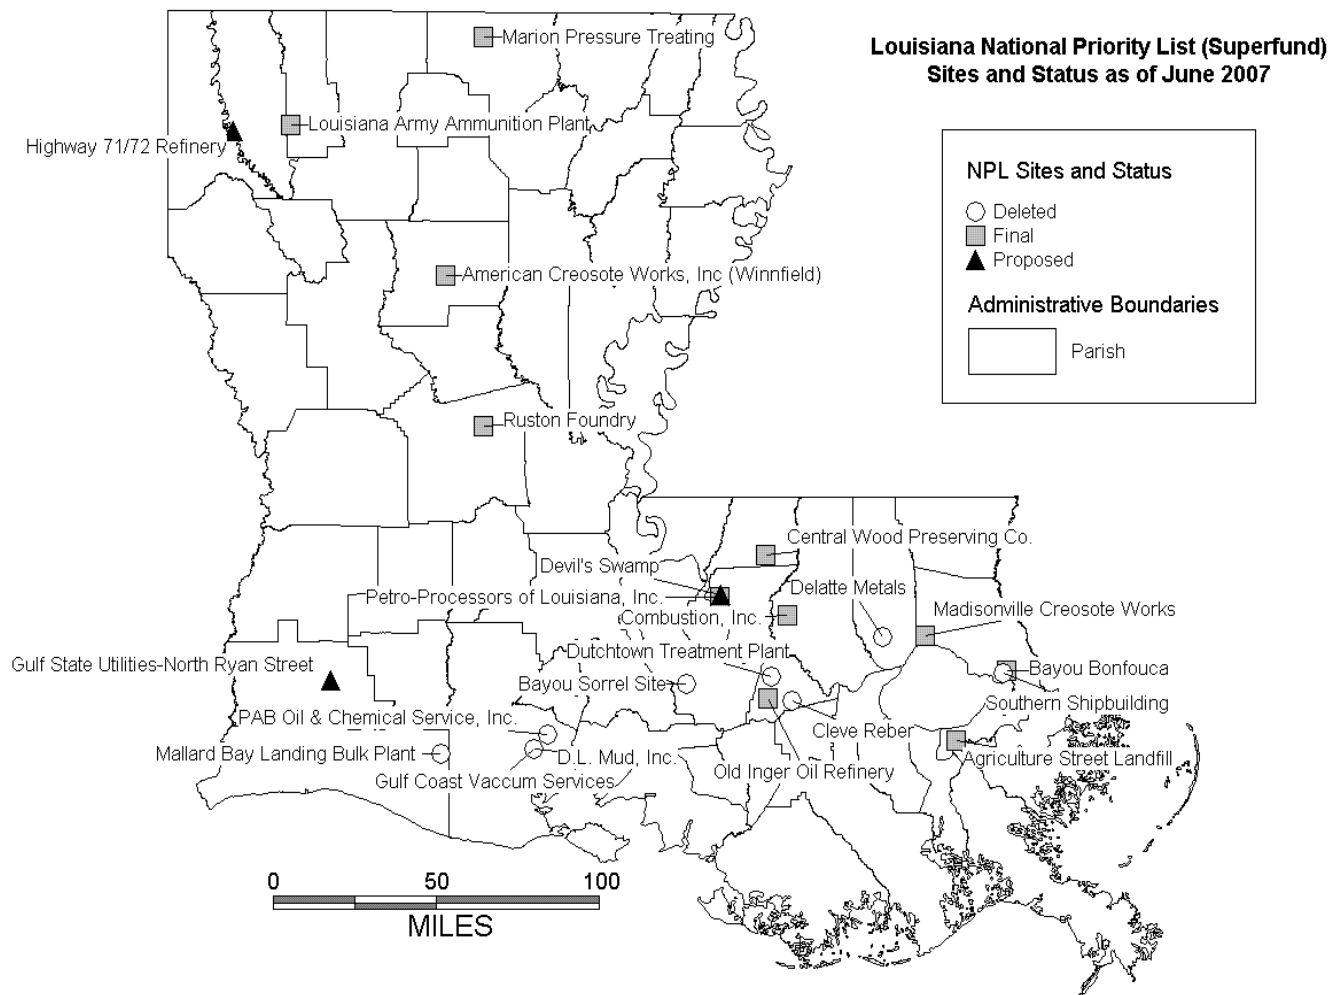 Louisiana National Priority List (Superfund)
Sites and Status as of June 2007
NPL Sites and Status
Deleted
Final
Proposed
Administrative Boundaries
Parish
Marion Pressure Treating
Louisiana Army Ammunition Plant
Highway 71/72 Refinery
American Creosote Works, Inc (Winnfield)
Ruston Foundry
Central Wood Preserving Co.
Devil's Swamp
Delatte Metals
Petro-Processors of Louisiana, Inc.
Madisonville Creosote Works
Combustion, Inc.
Dutchtown Treatment Plant
Gulf State Utilities-North Ryan Street
Bayou Bonfouca
Bayou Sorrel Site
Southern Shipbuilding
PAB Oil & Chemical Service, Inc.
Cleve Reber
Mallard Bay Landing Bulk Plant
D.L. Mud, Inc.
Agriculture Street Landfill
Old Inger Oil Refinery
Gulf Coast Vaccum Services
0 50 100
MILES